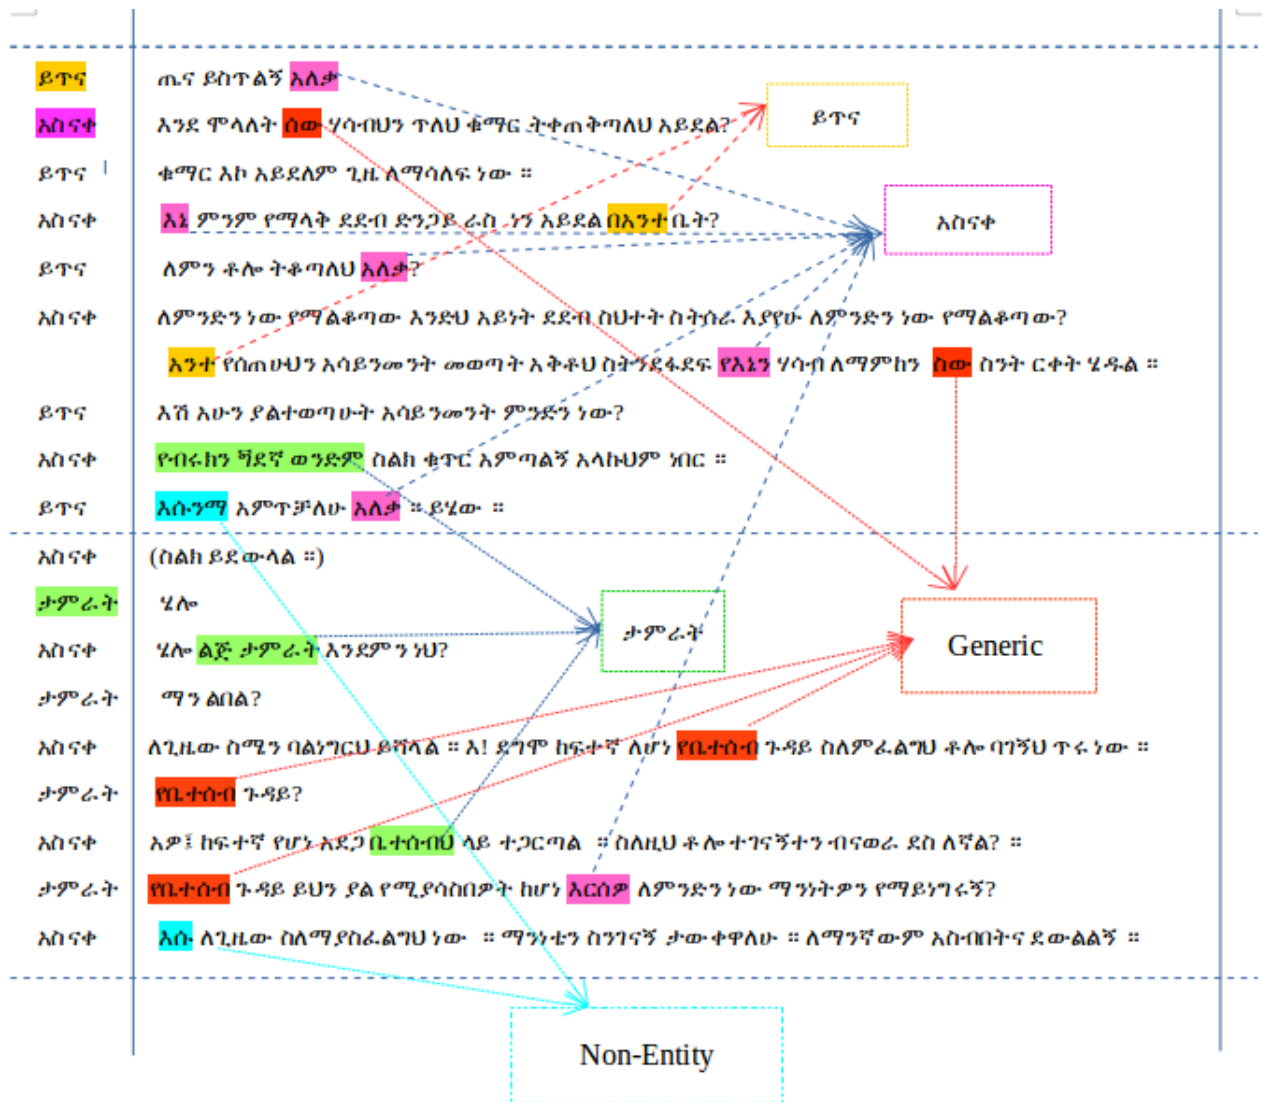 ይጥና ጤና ይስጥልኝ አለቃ
ይጥና
አስናቀ እንደ ሞላለት ሰው ሃሳብህን ጥለህ ቁማር ትቀጠቅጣለህ አይደል?
ይጥና ቁማር እኮ አይደለም ጊዜ ለማሳለፍ ነው ።
አስናቀ እኔ ምንም የማላቅ ደደብ ድንጋይ ራስ ነኝ አይደል በአንተ ቤት?
አስናቀ
ይጥና ለምን ቶሎ ትቆጣለህ አለቃ?
አስናቀ ለምንድን ነው የማልቆጣው እንድህ አይነት ደደብ ስህተት ስትሰራ እያየሁ ለምንድን ነው የማልቆጣው?
አንተ የሰጠሁህን አሳይንመንት መወጣት አቅቶህ ስትንደፋደፍ የእኔን ሃሳብ ለማምከን ስው ስንት ርቀት ሄዱል ።
ይጥና እሽ አሁን ያልተወጣሁት አሳይንመንት ምንድን ነው?
አስናቀ የብሩክን ሻደኛ ወንድም ስልክ ቁጥር አምጣልኝ አላኩህም ነበር ።
ይጥና እሱንማ አምጥቻለሁ አለቃ ። ይሄው ።
አስናቀ (ስልክ ይደውላል ።)
ታምራት ሄሎ
ታምራት
Generic
አስናቀ ሄሎ ልጅ ታምራት እንደምን ነህ?
ታምራት ማን ልበል?
አስናቀ ለጊዜው ስሜን ባልነግርህ ይሻላል ። እ! ደግሞ ከፍተኛ ለሆነ የቤተሰብ ጉዳይ ስለምፈልግህ ቶሎ ባገኝህ ጥሩ ነው ።
ታምራት የቤተሰብ ጉዳይ?
አስናቀ አዎ፤ ከፍተኛ የሆነ አደጋ ቤተሰብህ ላይ ተጋርጣል ። ስለዚህ ቶሎ ተገናኝተን ብናወራ ደስ ለኛል? ።
ታምራት የቤተሰብ ጉዳይ ይህን ያል የሚያሳስበዎት ከሆነ እርሰዎ ለምንድን ነው ማንነትዎን የማይነግሩኝ?
አስናቀ እሱ ለጊዜው ስለማያስፈልግህ ነው ። ማንነቴን ስንገናኝ ታውቀዋለሁ ። ለማንኛውም አስብበትና ደውልልኝ ።
Non-Entity